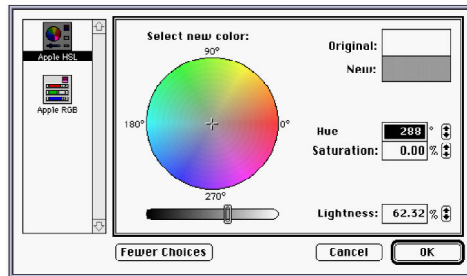 Select new color:
90°
Original:
New:
Apple HSL
Apple RGB
180°
0°
Hue 288 °
Saturation: 0.00 %
270°
Lightness: 62.32 %
Fewer Choices
Cancel
OK